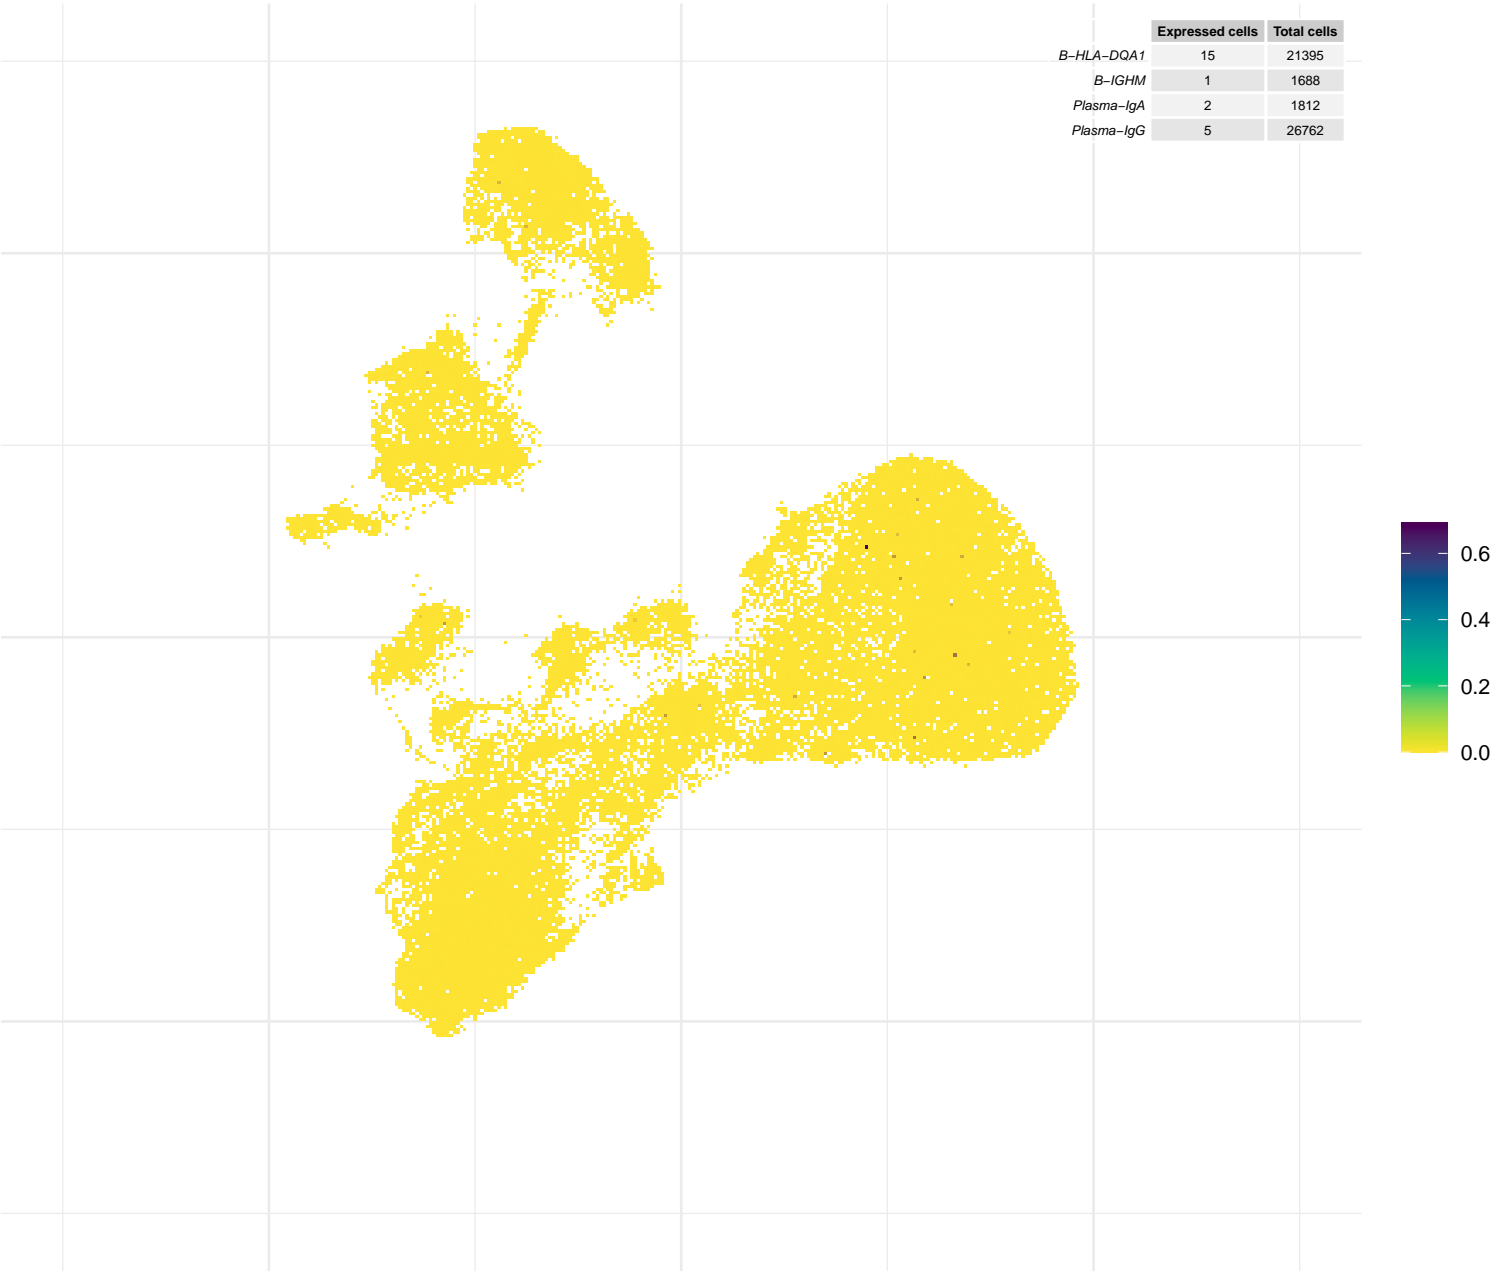 Expressed cells Total cells
B−HLA−DQA1 15 21395
B−IGHM 1 1688
Plasma−IgA 2 1812
Plasma−IgG 5 26762
0.6
0.4
0.2
0.0